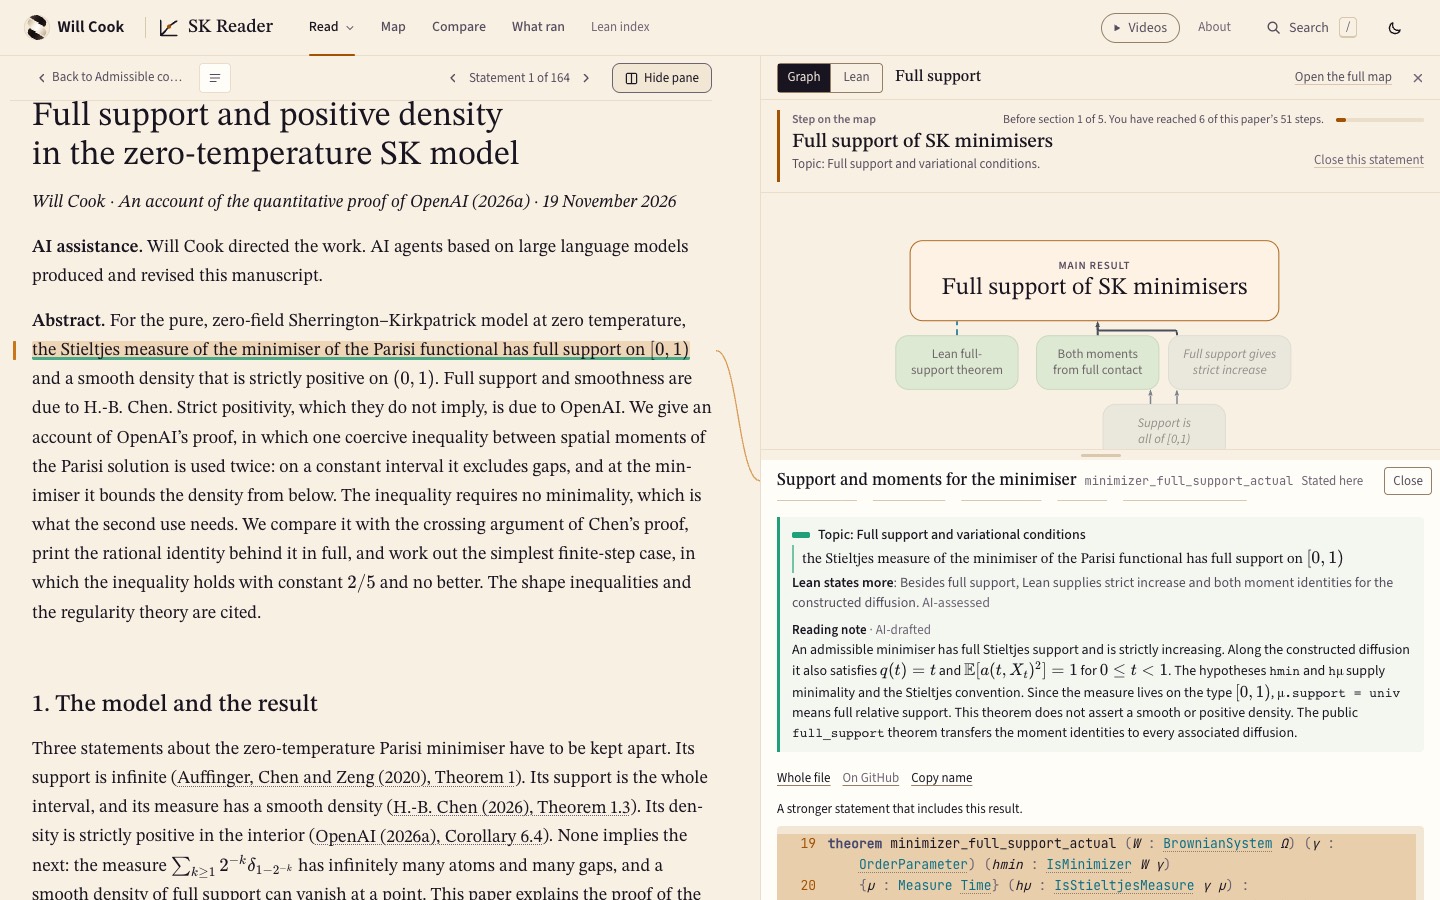 Will Cook
SK Reader
Read
Map
Compare
What ran
Lean index
Videos
About
Search /
Back to Admissible co…
Statement 1 of 164
Hide pane
Full support and positive density
in the zero-temperature SK model
Will Cook · An account of the quantitative proof of OpenAI (2026a) · 19 November 2026
AI assistance. Will Cook directed the work. AI agents based on large language models
produced and revised this manuscript.
Abstract. For the pure, zero-field Sherrington–Kirkpatrick model at zero temperature,
the Stieltjes measure of the minimiser of the Parisi functional has full support on [0, 1)
and a smooth density that is strictly positive on (0, 1). Full support and smoothness are
due to H.-B. Chen. Strict positivity, which they do not imply, is due to OpenAI. We give an
account of OpenAI’s proof, in which one coercive inequality between spatial moments of
the Parisi solution is used twice: on a constant interval it excludes gaps, and at the min-
imiser it bounds the density from below. The inequality requires no minimality, which is
what the second use needs. We compare it with the crossing argument of Chen’s proof,
print the rational identity behind it in full, and work out the simplest finite-step case, in
which the inequality holds with constant 2/5 and no better. The shape inequalities and
the regularity theory are cited.
1. The model and the result
Three statements about the zero-temperature Parisi minimiser have to be kept apart. Its
support is infinite (Auffinger, Chen and Zeng (2020), Theorem 1). Its support is the whole
interval, and its measure has a smooth density (H.-B. Chen (2026), Theorem 1.3). Its den-
sity is strictly positive in the interior (OpenAI (2026a), Corollary 6.4). None implies the
next: the measure ∑_{k≥1} 2^{−k}δ_{1−2^{−k}} has infinitely many atoms and many gaps, and a
smooth density of full support can vanish at a point. This paper explains the proof of the
Graph
Lean
Full support
Open the full map
Step on the map
Before section 1 of 5. You have reached 6 of this paper’s 51 steps.
Full support of SK minimisers
Topic: Full support and variational conditions.
Close this statement
MAIN RESULT
Full support of SK minimisers
Lean full-
support theorem
Both moments
from full contact
Full support gives
strict increase
Support is
all of [0,1)
Support and moments for the minimiser minimizer_full_support_actual Stated here
Close
Topic: Full support and variational conditions
the Stieltjes measure of the minimiser of the Parisi functional has full support on [0, 1)
Lean states more: Besides full support, Lean supplies strict increase and both moment identities for the
constructed diffusion. AI-assessed
Reading note · AI-drafted
An admissible minimiser has full Stieltjes support and is strictly increasing. Along the constructed diffusion
it also satisfies q(t) = t and 𝔼[a(t, X_t)²] = 1 for 0 ≤ t < 1. The hypotheses hmin and hμ supply
minimality and the Stieltjes convention. Since the measure lives on the type [0, 1), μ.support = univ
means full relative support. This theorem does not assert a smooth or positive density. The public
full_support theorem transfers the moment identities to every associated diffusion.
Whole file
On GitHub
Copy name
A stronger statement that includes this result.
19 theorem minimizer_full_support_actual (W : BrownianSystem Ω) (γ :
OrderParameter) (hmin : IsMinimizer W γ)
20 {μ : Measure Time} (hμ : IsStieltjesMeasure γ μ) :